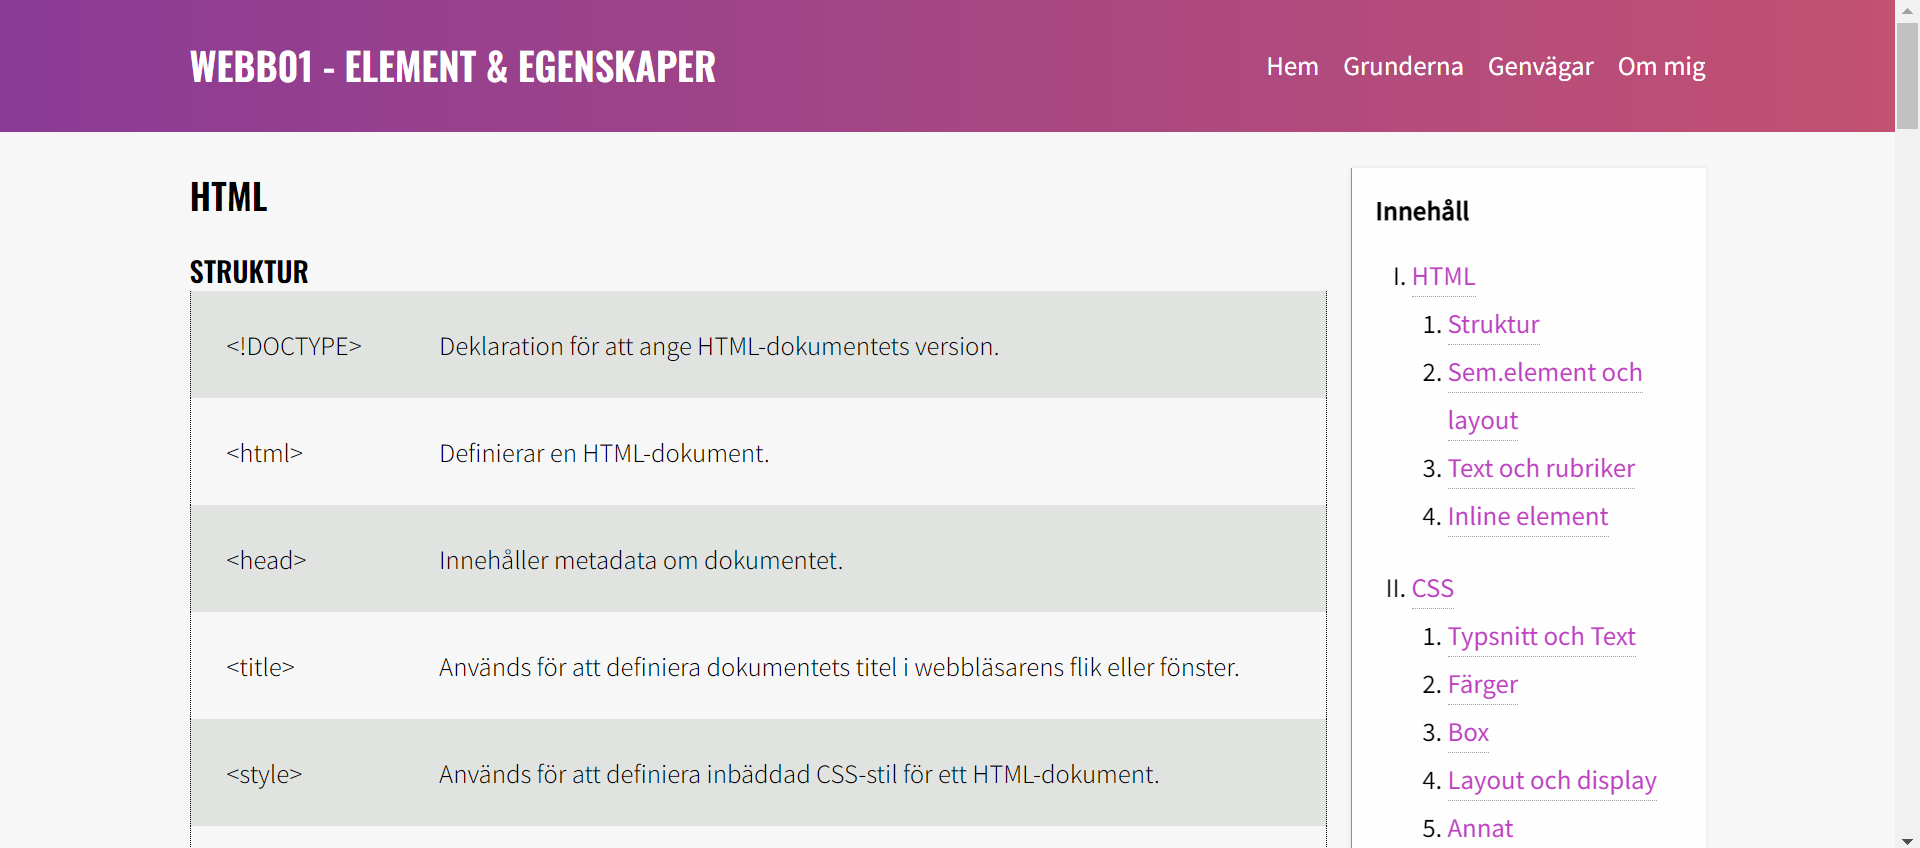 WEBB01 - ELEMENT & EGENSKAPER
Hem Grunderna Genvägar Om mig
HTML
STRUKTUR
<!DOCTYPE> Deklaration för att ange HTML-dokumentets version.
<html> Definierar en HTML-dokument.
<head> Innehåller metadata om dokumentet.
<title> Används för att definiera dokumentets titel i webbläsarens flik eller fönster.
<style> Används för att definiera inbäddad CSS-stil för ett HTML-dokument.
Innehåll
I. HTML
1. Struktur
2. Sem.element och
layout
3. Text och rubriker
4. Inline element
II. CSS
1. Typsnitt och Text
2. Färger
3. Box
4. Layout och display
5. Annat